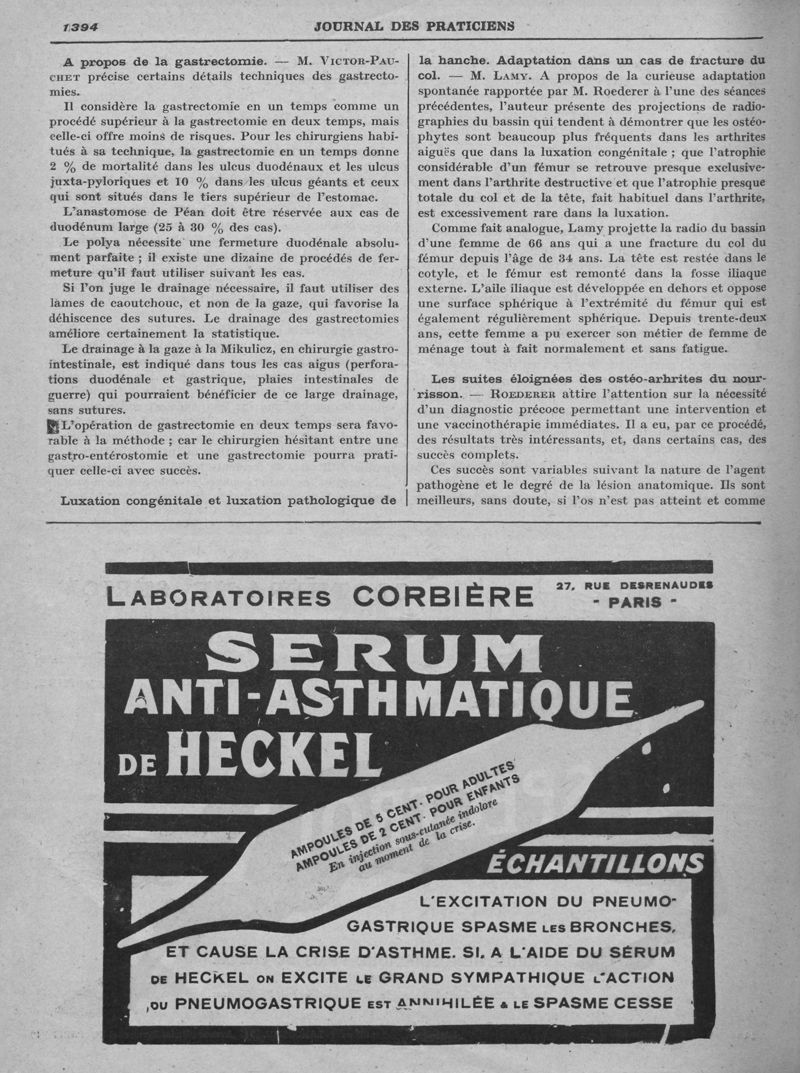 1394
JOURNAL DES PRATICIENS
A propos de la gastrectomie. — M. VICTOR-PAU-
CHET précise certains détails techniques des gastrecto-
mies.
Il considère la gastrectomie en un temps comme un
procédé supérieur à la gastrectomie en deux temps, mais
celle-ci offre moins de risques. Pour les chirurgiens habi-
tués à sa technique, la gastrectomie en un temps donne
2 % de mortalité dans les ulcus duodénaux et les ulcus
juxta-pyloriques et 10 % dans les ulcus géants et ceux
qui sont situés dans le tiers supérieur de l'estomac.
L'anastomose de Péan doit être réservée aux cas de
duodénum large (25 à 30 % des cas).
Le polya nécessite une fermeture duodénale absolu-
ment parfaite ; il existe une dizaine de procédés de fer-
meture qu'il faut utiliser suivant les cas.
Si l'on juge le drainage nécessaire, il faut utiliser des
lames de caoutchouc, et non de la gaze, qui favorise la
déhiscence des sutures. Le drainage des gastrectomies
améliore certainement la statistique.
Le drainage à la gaze à la Mikulicz, en chirurgie gastro-
intestinale, est indiqué dans tous les cas aigus (perfora-
tions duodénale et gastrique, plaies intestinales de
guerre) qui pourraient bénéficier de ce large drainage,
sans sutures.
L'opération de gastrectomie en deux temps sera favo-
rable à la méthode ; car le chirurgien hésitant entre une
gastro-entérostomie et une gastrectomie pourra prati-
quer celle-ci avec succès.
Luxation congénitale et luxation pathologique de
la hanche. Adaptation dans un cas de fracture du
col. — M. LAMY. A propos de la curieuse adaptation
spontanée rapportée par M. Roederer à l'une des séances
précédentes, l'auteur présente des projections de radio-
graphies du bassin qui tendent à démontrer que les ostéo-
phytes sont beaucoup plus fréquents dans les arthrites
aiguës que dans la luxation congénitale ; que l'atrophie
considérable d'un fémur se retrouve presque exclusive-
ment dans l'arthrite destructive et que l'atrophie presque
totale du col et de la tête, fait habituel dans l'arthrite,
est excessivement rare dans la luxation.
Comme fait analogue, Lamy projette la radio du bassin
d'une femme de 66 ans qui a une fracture du col du
fémur depuis l'âge de 34 ans. La tête est restée dans le
cotyle, et le fémur est remonté dans la fosse iliaque
externe. L'aile iliaque est développée en dehors et oppose
une surface sphérique à l'extrémité du fémur qui est
également régulièrement sphérique. Depuis trente-deux
ans, cette femme a pu exercer son métier de femme de
ménage tout à fait normalement et sans fatigue.
Les suites éloignées des ostéo-arhrites du nour-
risson. — ROEDERER attire l'attention sur la nécessité
d'un diagnostic précoce permettant une intervention et
une vaccinothérapie immédiates. Il a eu, par ce procédé,
des résultats très intéressants, et, dans certains cas, des
succès complets.
Ces succès sont variables suivant la nature de l'agent
pathogène et le degré de la lésion anatomique. Ils sont
meilleurs, sans doute, si l'os n'est pas atteint et comme
LABORATOIRES CORBIÈRE
27, RUE DESRENAUDES
- PARIS -
SERUM
ANTI-ASTHMATIQUE
DE HECKEL
AMPOULES DE 5 CENT. POUR ADULTES
AMPOULES DE 2 CENT. POUR ENFANTS
En injection sous-cutanée indolore
au moment de la crise.
ÉCHANTILLONS
L'EXCITATION DU PNEUMO-
GASTRIQUE SPASME LES BRONCHES,
ET CAUSE LA CRISE D'ASTHME. SI, A L'AIDE DU SÉRUM
DE HECKEL ON EXCITE LE GRAND SYMPATHIQUE L'ACTION
DU PNEUMOGASTRIQUE EST ANNIHILÉE & LE SPASME CESSE